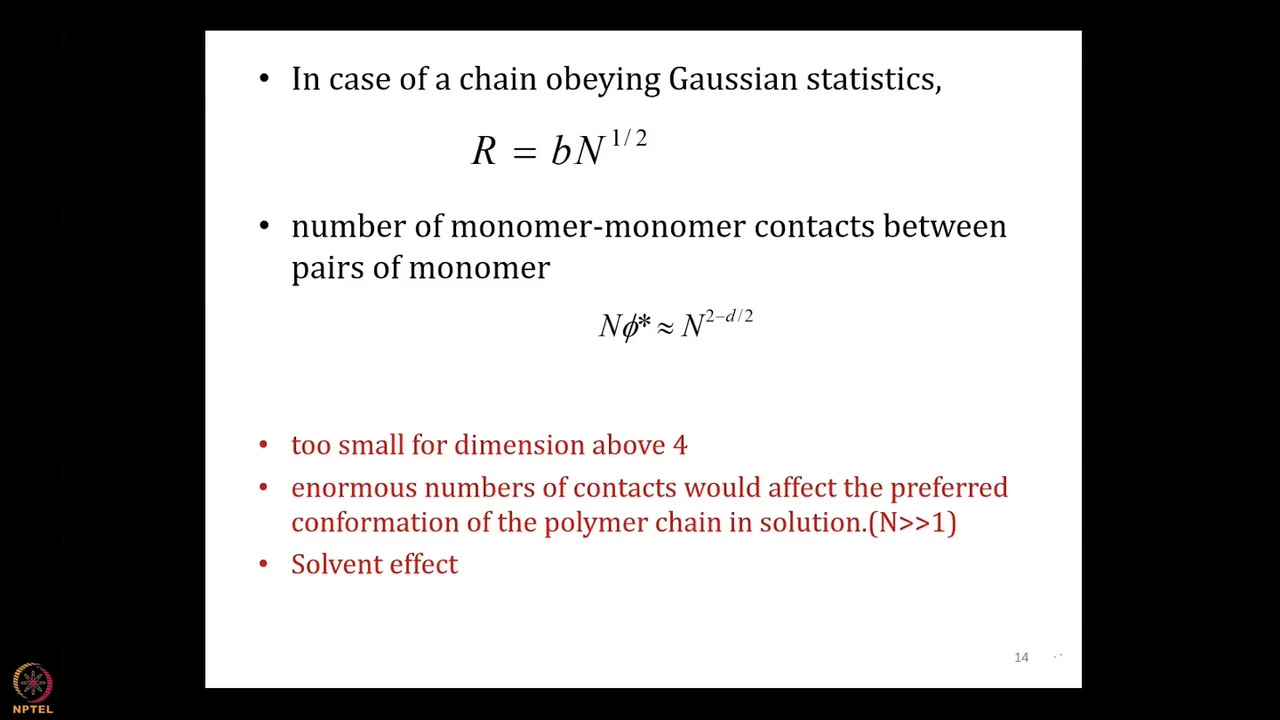 • In case of a chain obeying Gaussian statistics,
R = bN^{1/2}
• number of monomer-monomer contacts between
pairs of monomer
Nϕ* ≈ N^{2−d/2}
• too small for dimension above 4
• enormous numbers of contacts would affect the preferred
conformation of the polymer chain in solution.(N>>1)
• Solvent effect
14
NPTEL